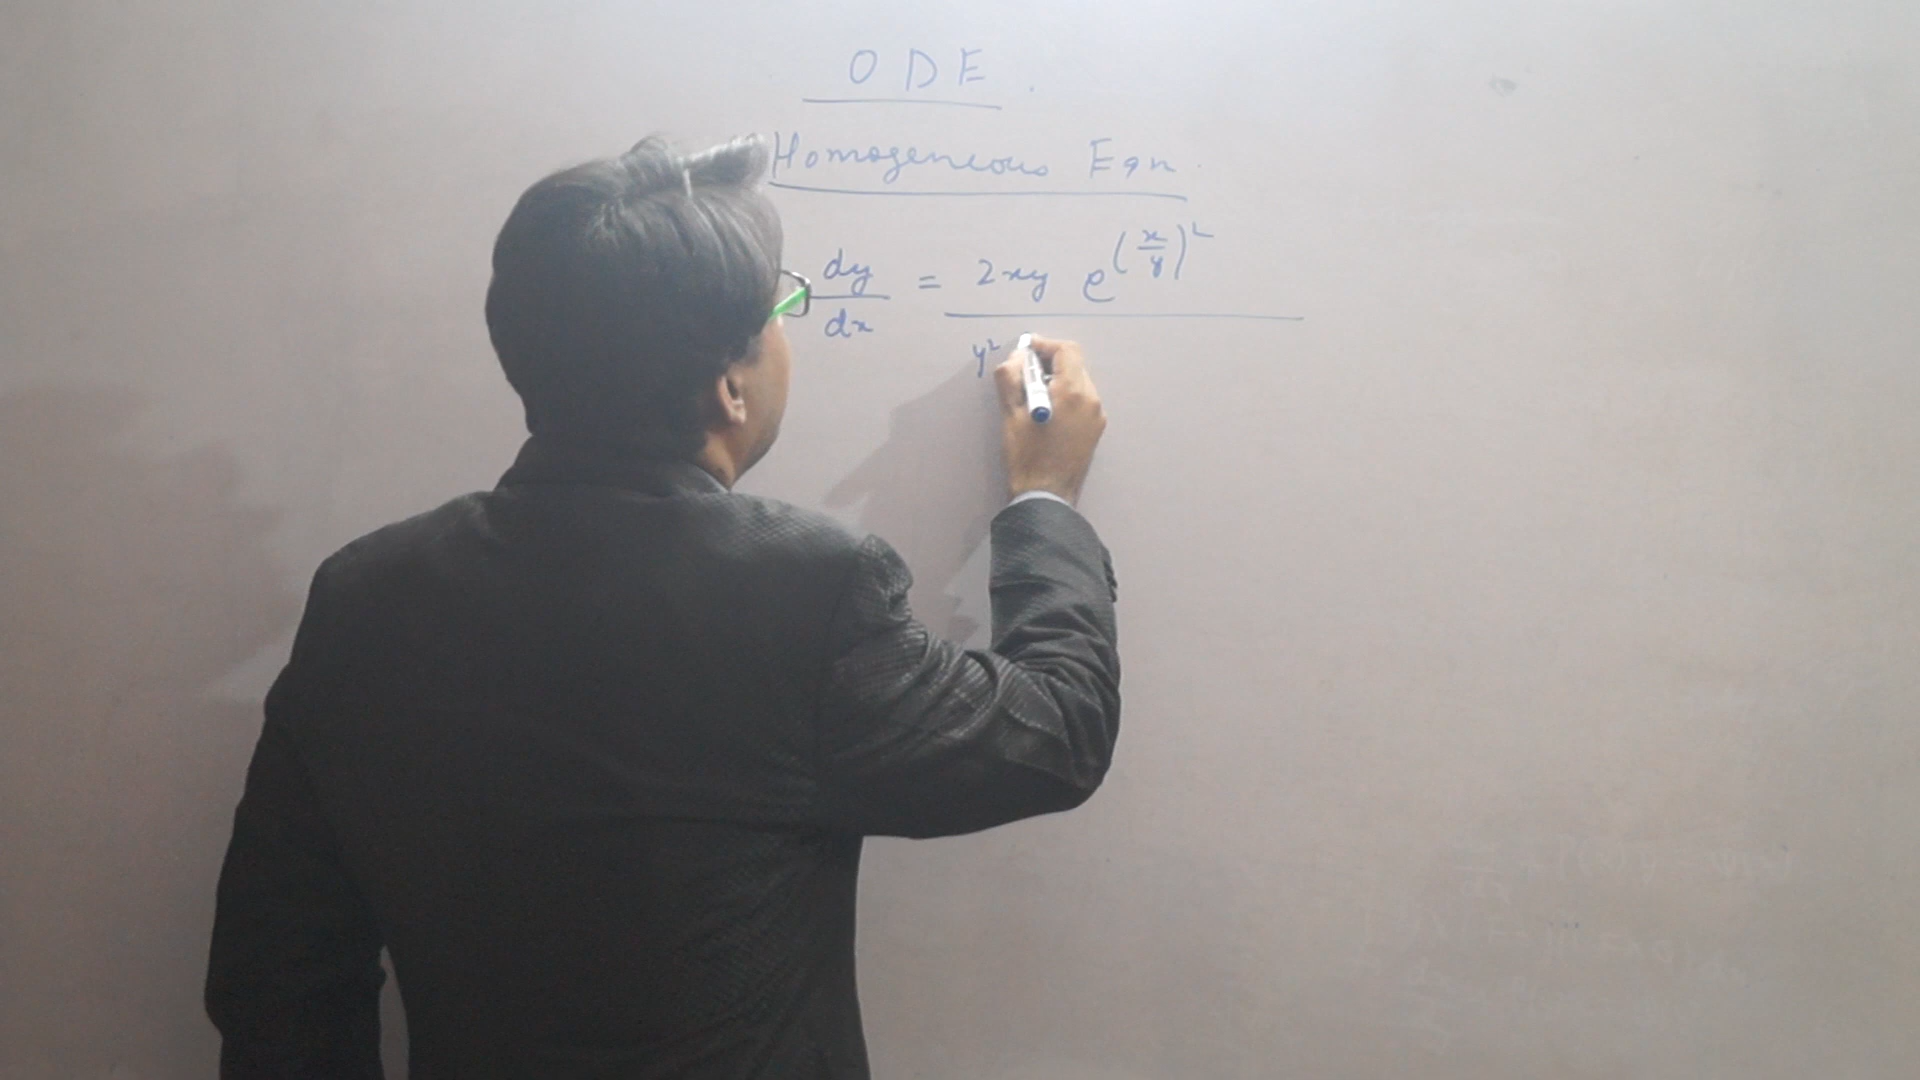 ODE.
Homogeneous Eqn.
dy/dx = 2xy e^(x/y)^2 / y^2